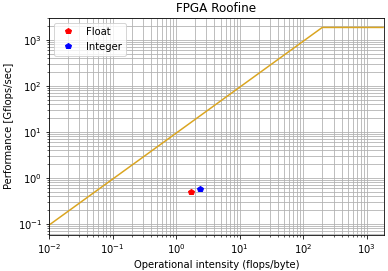 FPGA Roofine
Float
Integer
Performance [Gflops/sec]
10³
10²
10¹
10⁰
10⁻¹
10⁻² 10⁻¹ 10⁰ 10¹ 10² 10³
Operational intensity (flops/byte)